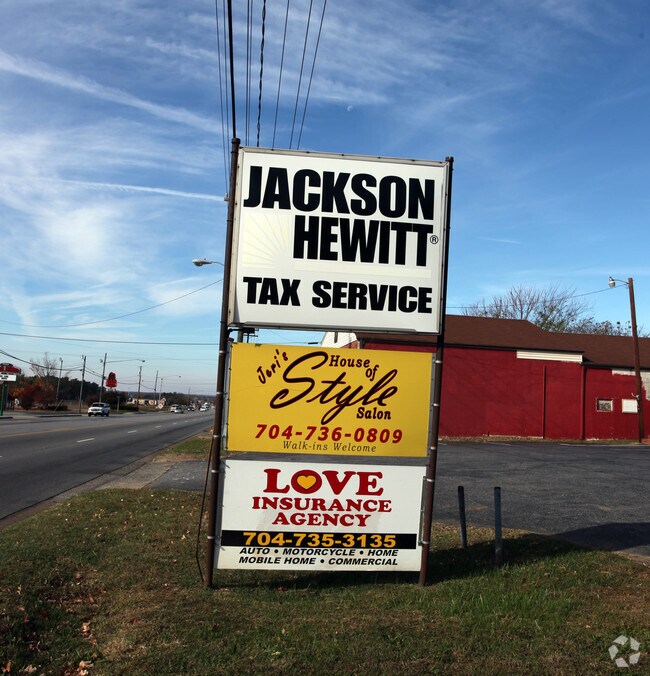 JACKSON
HEWITT®
TAX SERVICE
Jeri's
House
of
Style
Salon
704-736-0809
Walk-ins Welcome
LOVE
INSURANCE
AGENCY
704-735-3135
AUTO • MOTORCYCLE • HOME
MOBILE HOME • COMMERCIAL